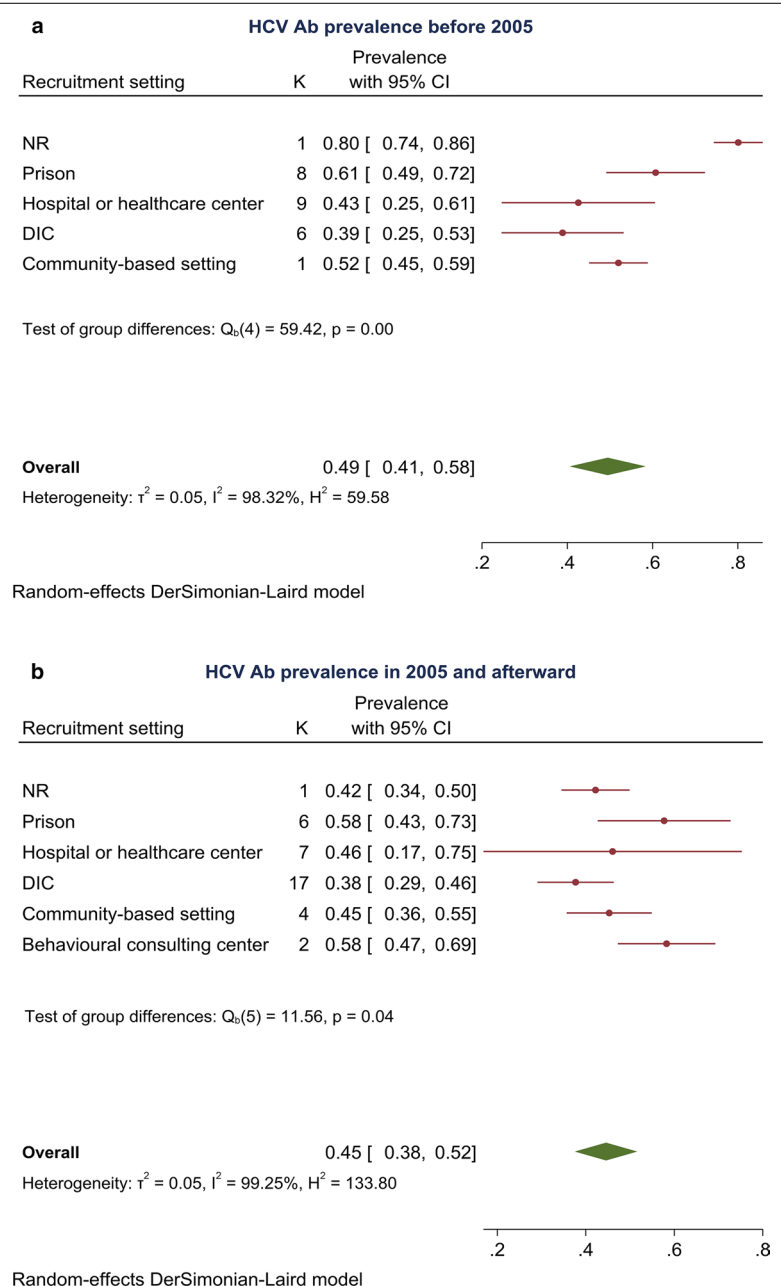 a
HCV Ab prevalence before 2005
Prevalence
Recruitment setting K with 95% CI
NR 1 0.80 [ 0.74, 0.86]
Prison 8 0.61 [ 0.49, 0.72]
Hospital or healthcare center 9 0.43 [ 0.25, 0.61]
DIC 6 0.39 [ 0.25, 0.53]
Community-based setting 1 0.52 [ 0.45, 0.59]
Test of group differences: Qb(4) = 59.42, p = 0.00
Overall 0.49 [ 0.41, 0.58]
Heterogeneity: τ² = 0.05, I² = 98.32%, H² = 59.58
.2 .4 .6 .8
Random-effects DerSimonian-Laird model
b
HCV Ab prevalence in 2005 and afterward
Prevalence
Recruitment setting K with 95% CI
NR 1 0.42 [ 0.34, 0.50]
Prison 6 0.58 [ 0.43, 0.73]
Hospital or healthcare center 7 0.46 [ 0.17, 0.75]
DIC 17 0.38 [ 0.29, 0.46]
Community-based setting 4 0.45 [ 0.36, 0.55]
Behavioural consulting center 2 0.58 [ 0.47, 0.69]
Test of group differences: Qb(5) = 11.56, p = 0.04
Overall 0.45 [ 0.38, 0.52]
Heterogeneity: τ² = 0.05, I² = 99.25%, H² = 133.80
.2 .4 .6 .8
Random-effects DerSimonian-Laird model